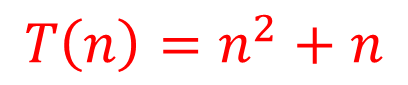 T(n) = n² + n